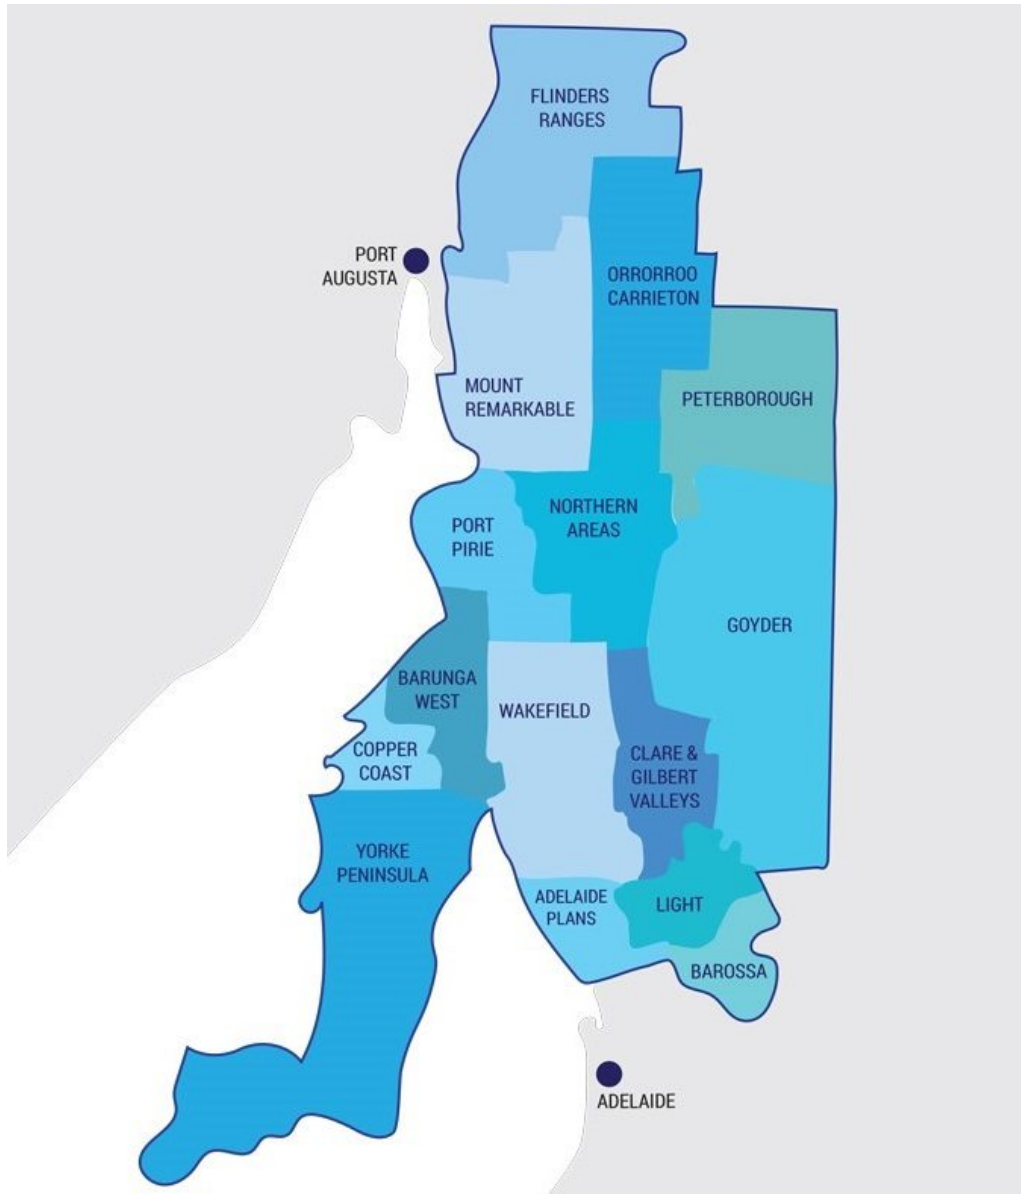 FLINDERS
RANGES
PORT
AUGUSTA
ORRORROO
CARRIETON
MOUNT
REMARKABLE
PETERBOROUGH
NORTHERN
AREAS
PORT
PIRIE
GOYDER
BARUNGA
WEST
WAKEFIELD
COPPER
COAST
CLARE &
GILBERT
VALLEYS
YORKE
PENINSULA
ADELAIDE
PLANS
LIGHT
BAROSSA
ADELAIDE